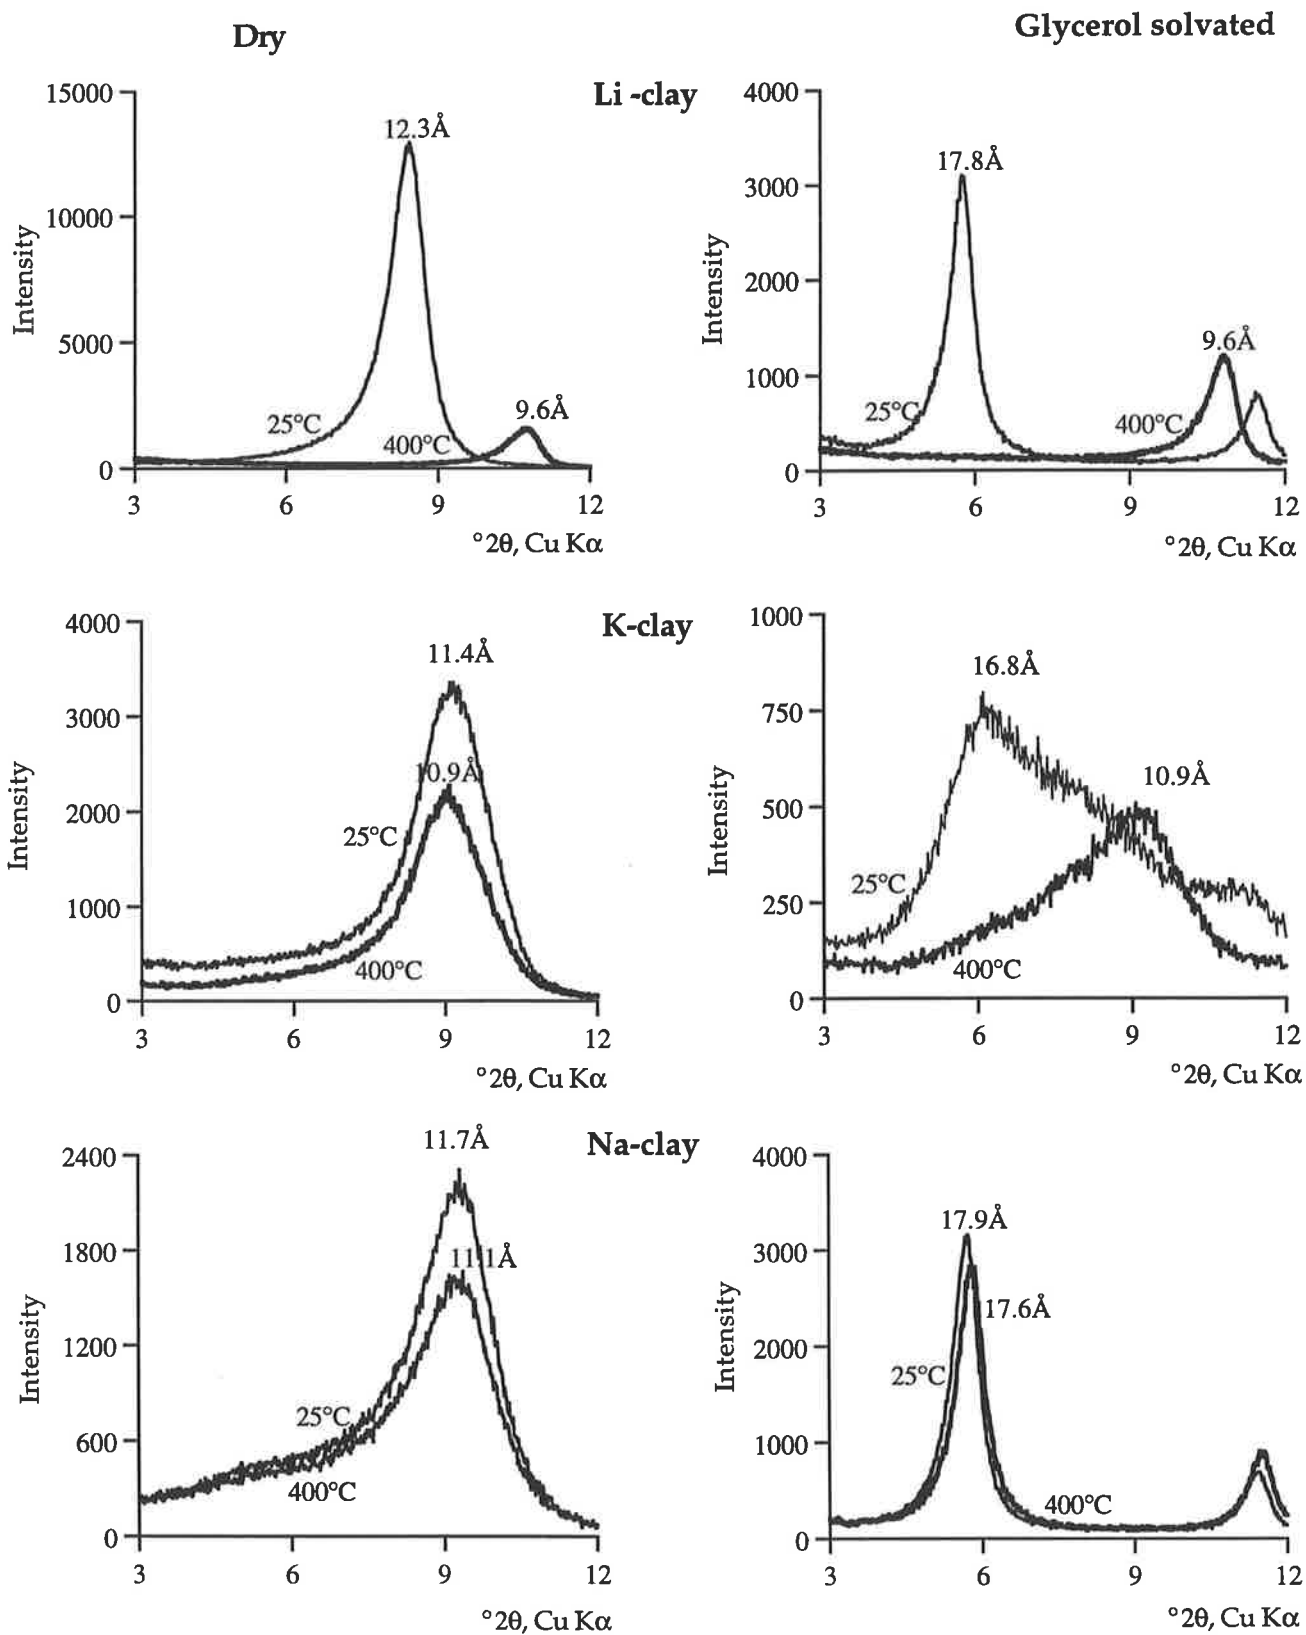 Dry
Glycerol solvated
Li -clay
15000
10000
5000
0
Intensity
12.3Å
25°C
400°C
9.6Å
3 6 9 12
°2θ, Cu Kα
4000
3000
2000
1000
0
Intensity
17.8Å
25°C
400°C
9.6Å
3 6 9 12
°2θ, Cu Kα
K-clay
4000
3000
2000
1000
0
Intensity
11.4Å
10.9Å
25°C
400°C
3 6 9 12
°2θ, Cu Kα
1000
750
500
250
0
Intensity
16.8Å
10.9Å
25°C
400°C
3 6 9 12
°2θ, Cu Kα
Na-clay
2400
1800
1200
600
0
Intensity
11.7Å
11.1Å
25°C
400°C
3 6 9 12
°2θ, Cu Kα
4000
3000
2000
1000
0
Intensity
17.9Å
17.6Å
25°C
400°C
3 6 9 12
°2θ, Cu Kα